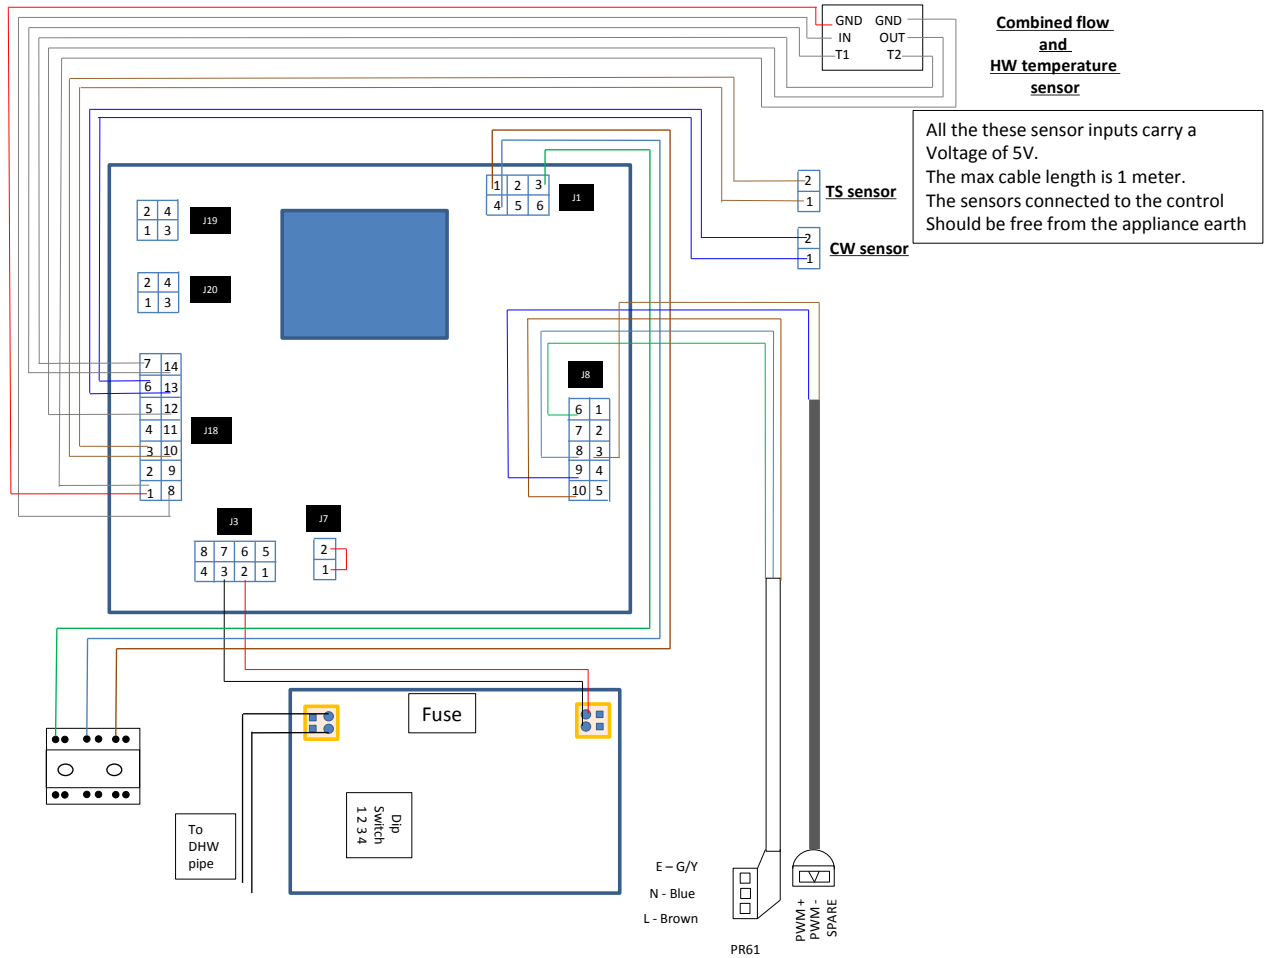 GND GND
IN OUT
T1 T2
Combined flow
and
HW temperature
sensor
All the these sensor inputs carry a
Voltage of 5V.
The max cable length is 1 meter.
The sensors connected to the control
Should be free from the appliance earth
2
1
TS sensor
2
1
CW sensor
1 2 3
4 5 6
J1
2 4
1 3
J19
2 4
1 3
J20
7 14
6 13
5 12
4 11
3 10
2 9
1 8
J18
J8
6 1
7 2
8 3
9 4
10 5
J3
8 7 6 5
4 3 2 1
J7
2
1
Fuse
Dip
Switch
1 2 3 4
To
DHW
pipe
E – G/Y
N - Blue
L - Brown
PR61
PWM +
PWM -
SPARE